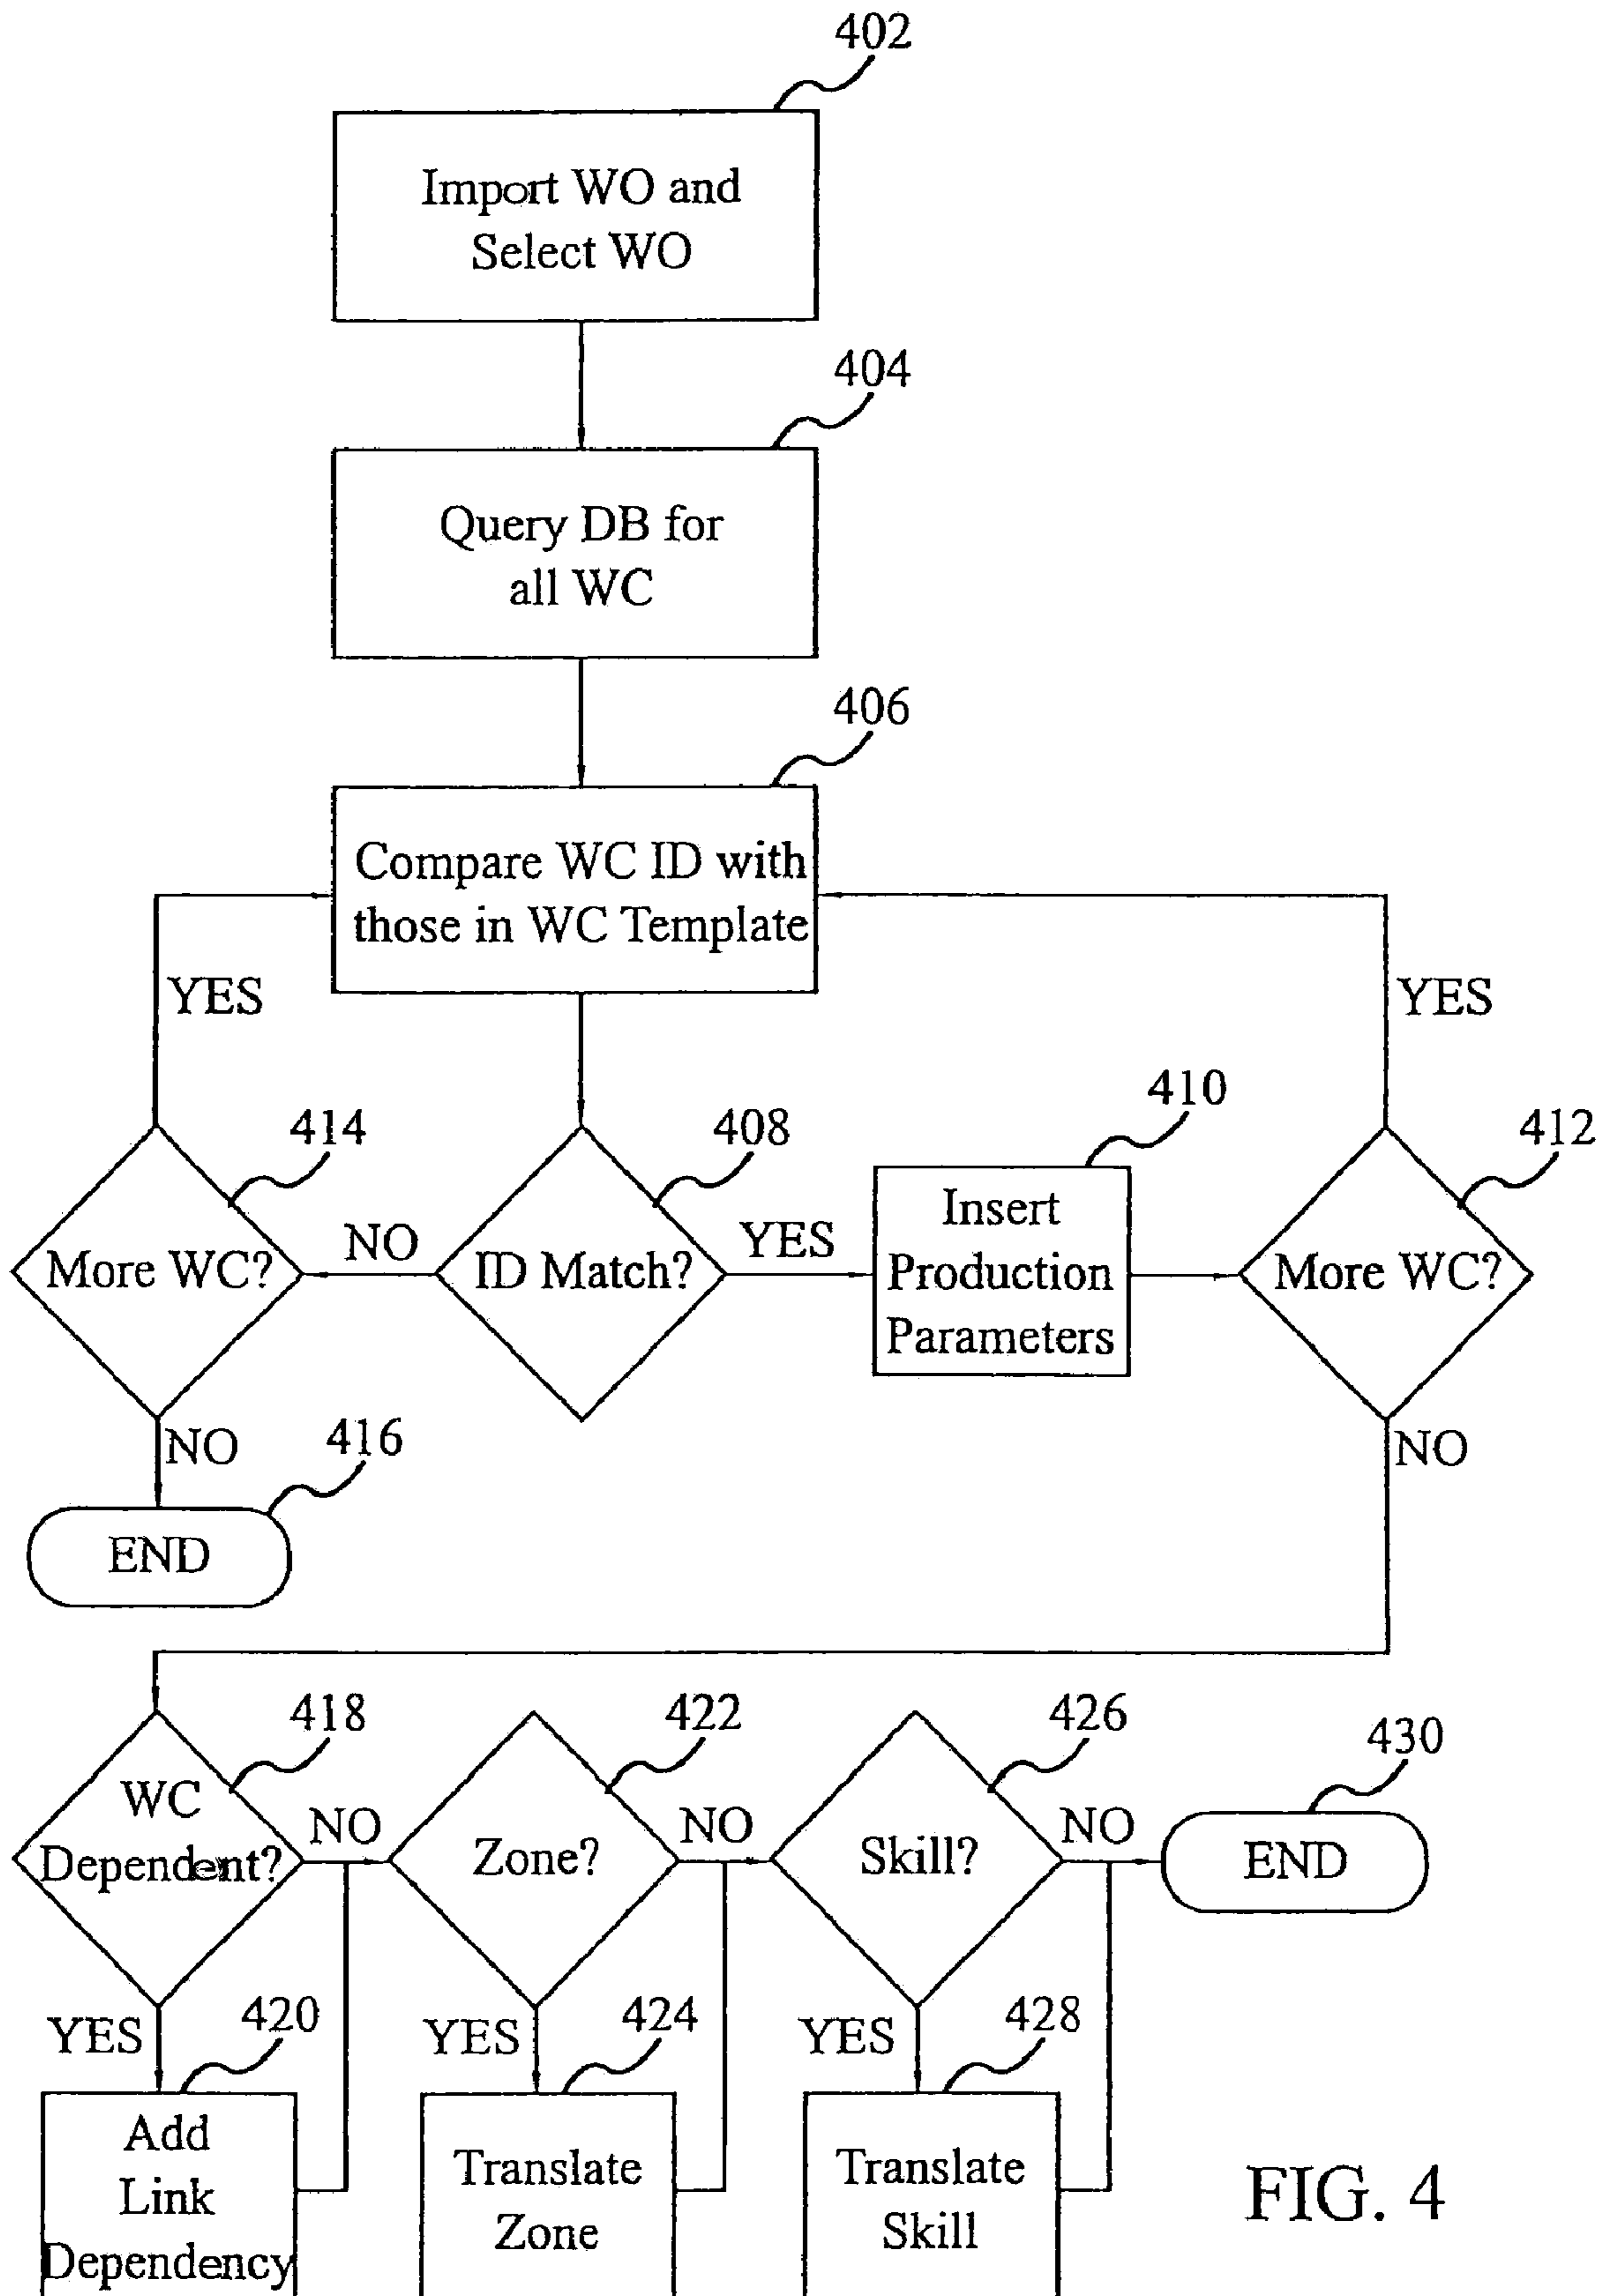 402
Import WO and
Select WO
404
Query DB for
all WC
406
Compare WC ID with
those in WC Template
YES
YES
414
408
410
412
More WC?
NO
ID Match?
YES
Insert
Production
Parameters
More WC?
NO
416
NO
END
418
422
426
430
WC
Dependent?
NO
Zone?
NO
Skill?
NO
END
YES
420
YES
424
YES
428
Add
Link
Dependency
Translate
Zone
Translate
Skill
FIG. 4